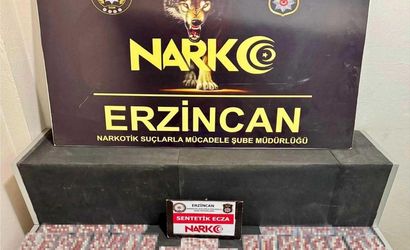 NARKO
ERZİNCAN
NARKOTİK SUÇLARLA MÜCADELE ŞUBE MÜDÜRLÜĞÜ
ERZİNCAN
SENTETİK ECZA
NARKO